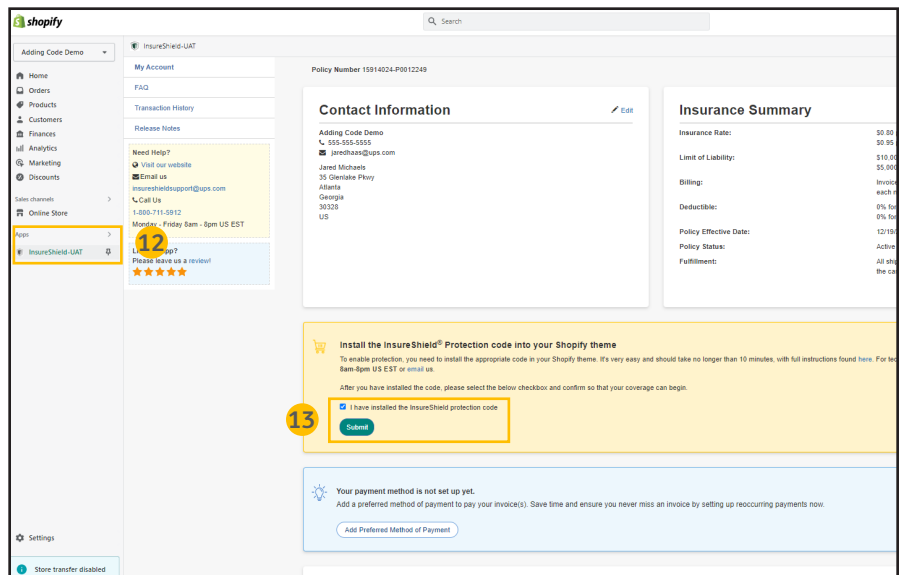 shopify
Search
Adding Code Demo
Home
Orders
Products
Customers
Finances
Analytics
Marketing
Discounts
Sales channels
Online Store
Apps
InsureShield-UAT
Settings
Store transfer disabled
InsureShield-UAT
My Account
FAQ
Transaction History
Release Notes
Need Help?
Visit our website
Email us
insureshieldsupport@ups.com
Call Us
1-800-711-5912
Monday - Friday 8am - 8pm US EST
12
app?
Please leave us a review!
Policy Number 15914024-P0012249
Contact Information
Edit
Adding Code Demo
555-555-5555
jaredhaas@ups.com
Jared Michaels
35 Glenlake Pkwy
Atlanta
Georgia
30328
US
Insurance Summary
Insurance Rate: $0.80
$0.95
Limit of Liability: $10,00
$5,000
Billing: Invoice
each
Deductible: 0% for
0% for
Policy Effective Date: 12/19/
Policy Status: Active
Fulfillment: All ship
the ca
Install the InsureShield® Protection code into your Shopify theme
To enable protection, you need to install the appropriate code in your Shopify theme. It's very easy and should take no longer than 10 minutes, with full instructions found here. For tec
8am-8pm US EST or email us.
After you have installed the code, please select the below checkbox and confirm so that your coverage can begin.
13
I have installed the InsureShield protection code
Submit
Your payment method is not set up yet.
Add a preferred method of payment to pay your invoice(s). Save time and ensure you never miss an invoice by setting up reoccurring payments now.
Add Preferred Method of Payment